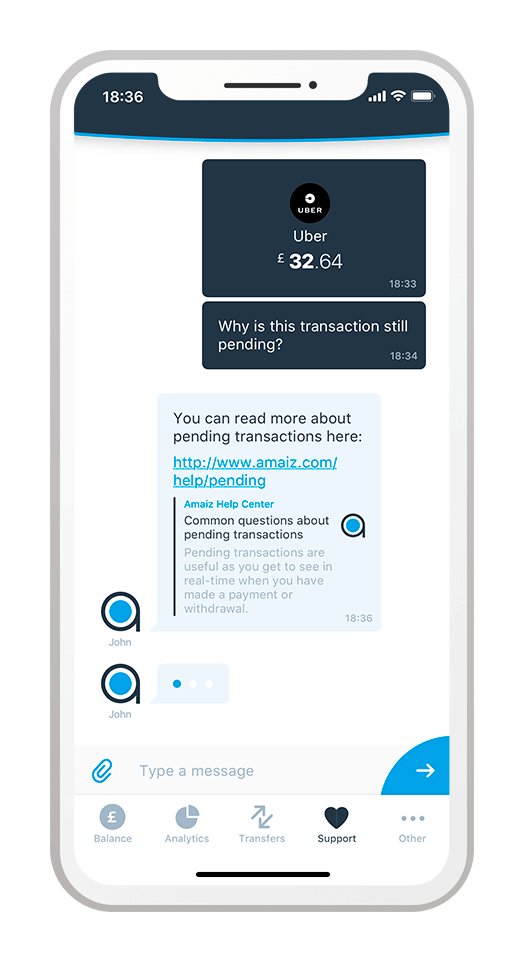 18:36
UBER
Uber
£ 32.64
18:33
Why is this transaction still
pending?
18:34
You can read more about
pending transactions here:
http://www.amaiz.com/
help/pending
Amaiz Help Center
Common questions about
pending transactions
Pending transactions are
useful as you get to see in
real-time when you have
made a payment or
withdrawal.
18:36
John
John
Type a message
£
Balance
Analytics
Transfers
Support
Other